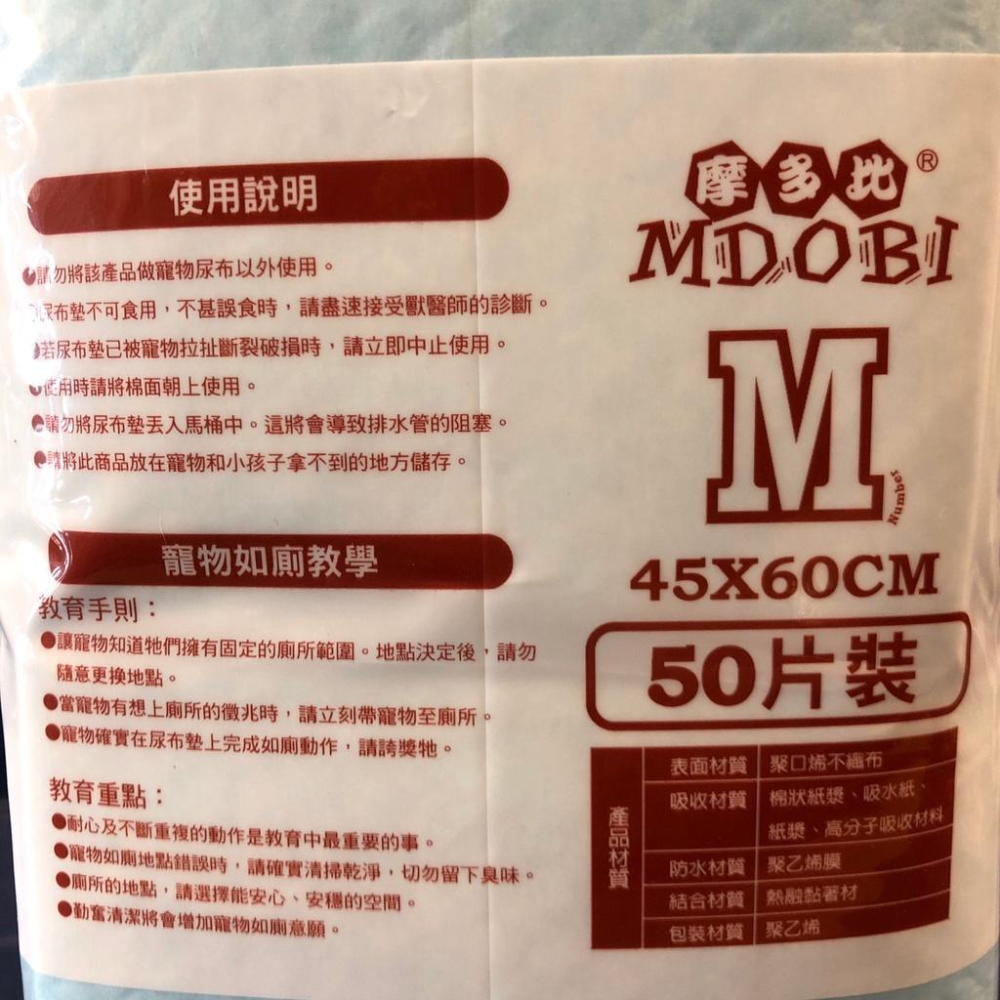 使用說明
●請勿將該產品做寵物尿布以外使用。
●尿布墊不可食用，不甚誤食時，請盡速接受獸醫師的診斷。
●若尿布墊已被寵物拉扯斷裂破損時，請立即中止使用。
●使用時請將棉面朝上使用。
●請勿將尿布墊丟入馬桶中。這將會導致排水管的阻塞。
●請將此商品放在寵物和小孩子拿不到的地方儲存。
寵物如廁教學
教育手則：
●讓寵物知道牠們擁有固定的廁所範圍。地點決定後，請勿
隨意更換地點。
●當寵物有想上廁所的徵兆時，請立刻帶寵物至廁所。
●寵物確實在尿布墊上完成如廁動作，請誇獎牠。
教育重點：
●耐心及不斷重複的動作是教育中最重要的事。
●寵物如廁地點錯誤時，請確實清掃乾淨，切勿留下臭味。
●廁所的地點，請選擇能安心、安穩的空間。
●勤奮清潔將會增加寵物如廁意願。
摩多比®
MDOBI
M
Number
45X60CM
50片裝
產品材質
表面材質 聚口烯不織布
吸收材質 棉狀紙漿、吸水紙、
紙漿、高分子吸收材料
防水材質 聚乙烯膜
結合材質 熱融黏著材
包裝材質 聚乙烯